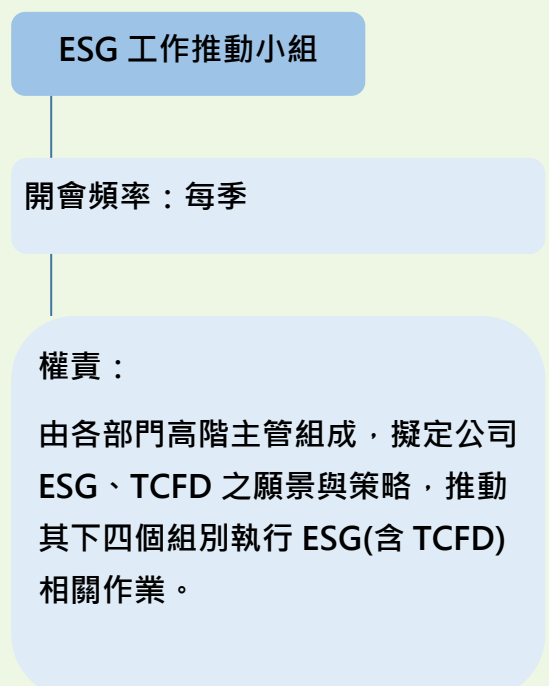 ESG 工作推動小組
開會頻率：每季
權責：
由各部門高階主管組成，擬定公司
ESG、TCFD 之願景與策略，推動
其下四個組別執行 ESG(含 TCFD)
相關作業。